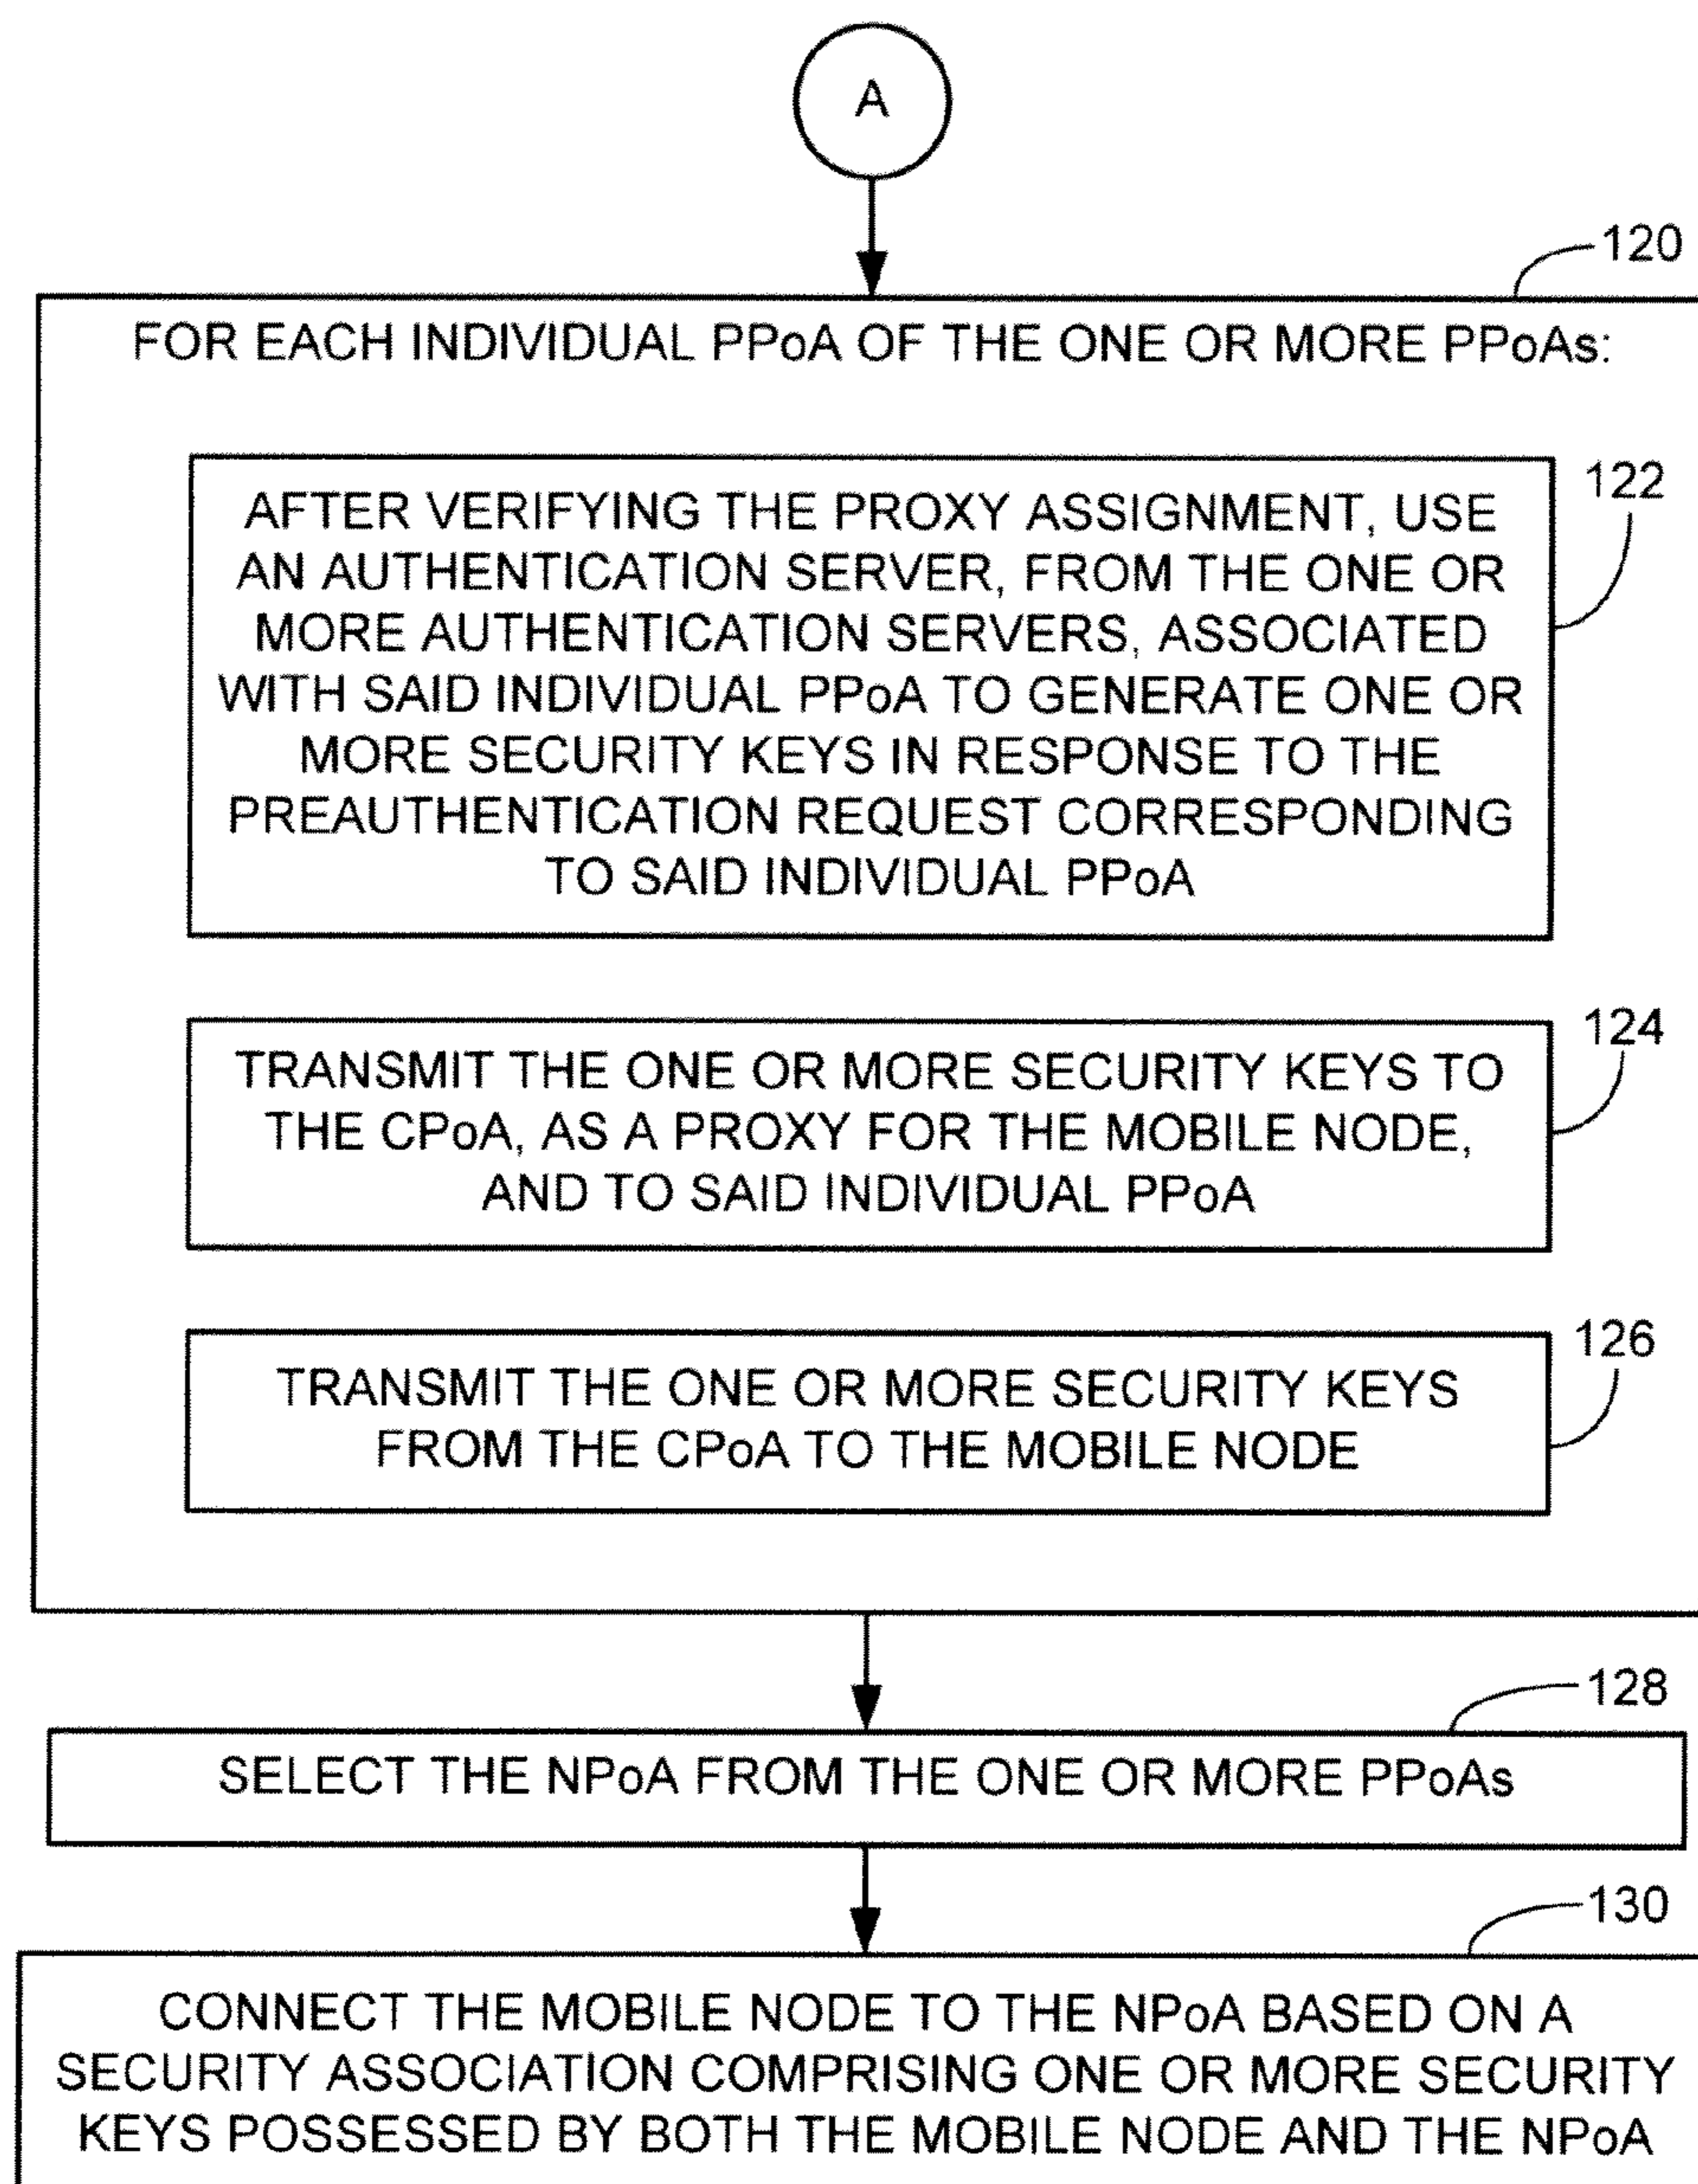 A
120
FOR EACH INDIVIDUAL PPoA OF THE ONE OR MORE PPoAs:
122
AFTER VERIFYING THE PROXY ASSIGNMENT, USE
AN AUTHENTICATION SERVER, FROM THE ONE OR
MORE AUTHENTICATION SERVERS, ASSOCIATED
WITH SAID INDIVIDUAL PPoA TO GENERATE ONE OR
MORE SECURITY KEYS IN RESPONSE TO THE
PREAUTHENTICATION REQUEST CORRESPONDING
TO SAID INDIVIDUAL PPoA
124
TRANSMIT THE ONE OR MORE SECURITY KEYS TO
THE CPoA, AS A PROXY FOR THE MOBILE NODE,
AND TO SAID INDIVIDUAL PPoA
126
TRANSMIT THE ONE OR MORE SECURITY KEYS
FROM THE CPoA TO THE MOBILE NODE
128
SELECT THE NPoA FROM THE ONE OR MORE PPoAs
130
CONNECT THE MOBILE NODE TO THE NPoA BASED ON A
SECURITY ASSOCIATION COMPRISING ONE OR MORE SECURITY
KEYS POSSESSED BY BOTH THE MOBILE NODE AND THE NPoA